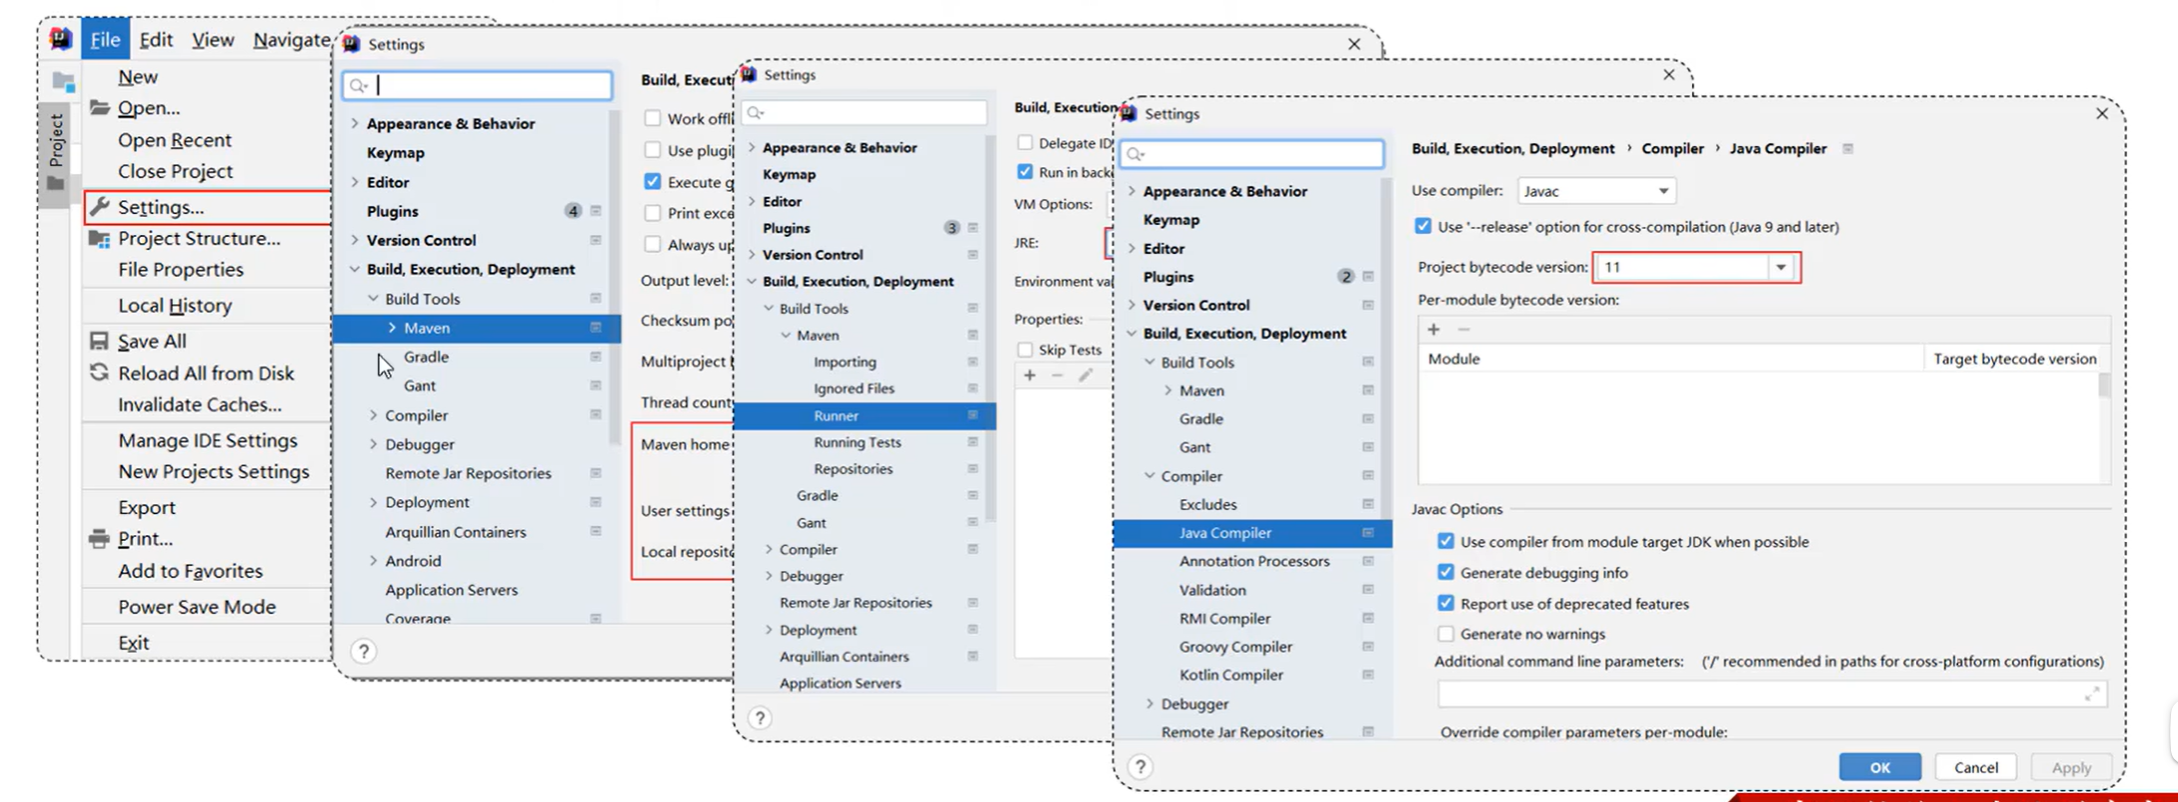 File Edit View Navigate
Project
New
Open...
Open Recent
Close Project
Settings...
Project Structure...
File Properties
Local History
Save All
Reload All from Disk
Invalidate Caches...
Manage IDE Settings
New Projects Settings
Export
Print...
Add to Favorites
Power Save Mode
Exit
Settings
Appearance & Behavior
Keymap
Editor
Plugins 4
Version Control
Build, Execution, Deployment
Build Tools
Maven
Gradle
Gant
Compiler
Debugger
Remote Jar Repositories
Deployment
Arquillian Containers
Android
Application Servers
Coverage
?
Build, Execut
Work offl
Use plugi
Execute g
Print exce
Always up
Output level:
Checksum po
Multiproject
Thread count
Maven home
User settings
Local reposito
Settings
Appearance & Behavior
Keymap
Editor
Plugins 3
Version Control
Build, Execution, Deployment
Build Tools
Maven
Importing
Ignored Files
Runner
Running Tests
Repositories
Gradle
Gant
Compiler
Debugger
Remote Jar Repositories
Deployment
Arquillian Containers
Application Servers
?
Build, Execution
Delegate ID
Run in back
VM Options:
JRE:
Environment va
Properties:
Skip Tests
Settings
Appearance & Behavior
Keymap
Editor
Plugins 2
Version Control
Build, Execution, Deployment
Build Tools
Maven
Gradle
Gant
Compiler
Excludes
Java Compiler
Annotation Processors
Validation
RMI Compiler
Groovy Compiler
Kotlin Compiler
Debugger
Remote Jar Repositories
?
Build, Execution, Deployment › Compiler › Java Compiler
Use compiler: Javac
Use '--release' option for cross-compilation (Java 9 and later)
Project bytecode version: 11
Per-module bytecode version:
Module Target bytecode version
Javac Options
Use compiler from module target JDK when possible
Generate debugging info
Report use of deprecated features
Generate no warnings
Additional command line parameters: ('/' recommended in paths for cross-platform configurations)
Override compiler parameters per-module:
OK Cancel Apply